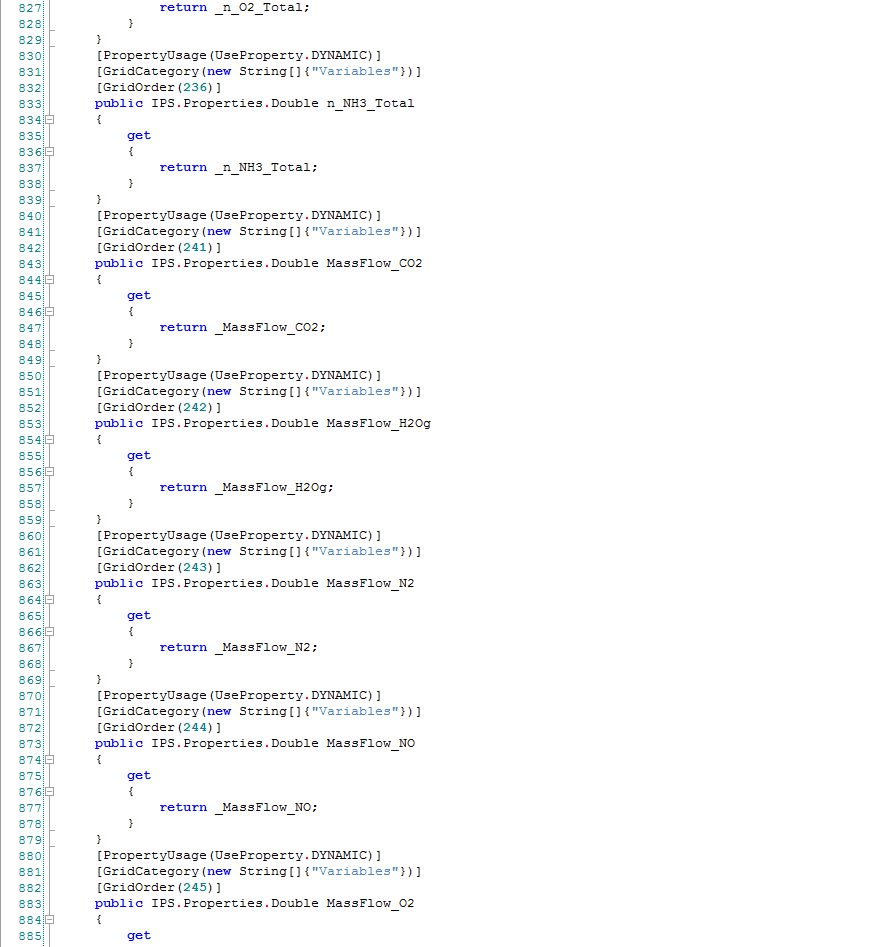 827 return _n_O2_Total;
828 }
829 }
830 [PropertyUsage(UseProperty.DYNAMIC)]
831 [GridCategory(new String[]{"Variables"})]
832 [GridOrder(236)]
833 public IPS.Properties.Double n_NH3_Total
834 {
835 get
836 {
837 return _n_NH3_Total;
838 }
839 }
840 [PropertyUsage(UseProperty.DYNAMIC)]
841 [GridCategory(new String[]{"Variables"})]
842 [GridOrder(241)]
843 public IPS.Properties.Double MassFlow_CO2
844 {
845 get
846 {
847 return _MassFlow_CO2;
848 }
849 }
850 [PropertyUsage(UseProperty.DYNAMIC)]
851 [GridCategory(new String[]{"Variables"})]
852 [GridOrder(242)]
853 public IPS.Properties.Double MassFlow_H2Og
854 {
855 get
856 {
857 return _MassFlow_H2Og;
858 }
859 }
860 [PropertyUsage(UseProperty.DYNAMIC)]
861 [GridCategory(new String[]{"Variables"})]
862 [GridOrder(243)]
863 public IPS.Properties.Double MassFlow_N2
864 {
865 get
866 {
867 return _MassFlow_N2;
868 }
869 }
870 [PropertyUsage(UseProperty.DYNAMIC)]
871 [GridCategory(new String[]{"Variables"})]
872 [GridOrder(244)]
873 public IPS.Properties.Double MassFlow_NO
874 {
875 get
876 {
877 return _MassFlow_NO;
878 }
879 }
880 [PropertyUsage(UseProperty.DYNAMIC)]
881 [GridCategory(new String[]{"Variables"})]
882 [GridOrder(245)]
883 public IPS.Properties.Double MassFlow_O2
884 {
885 get